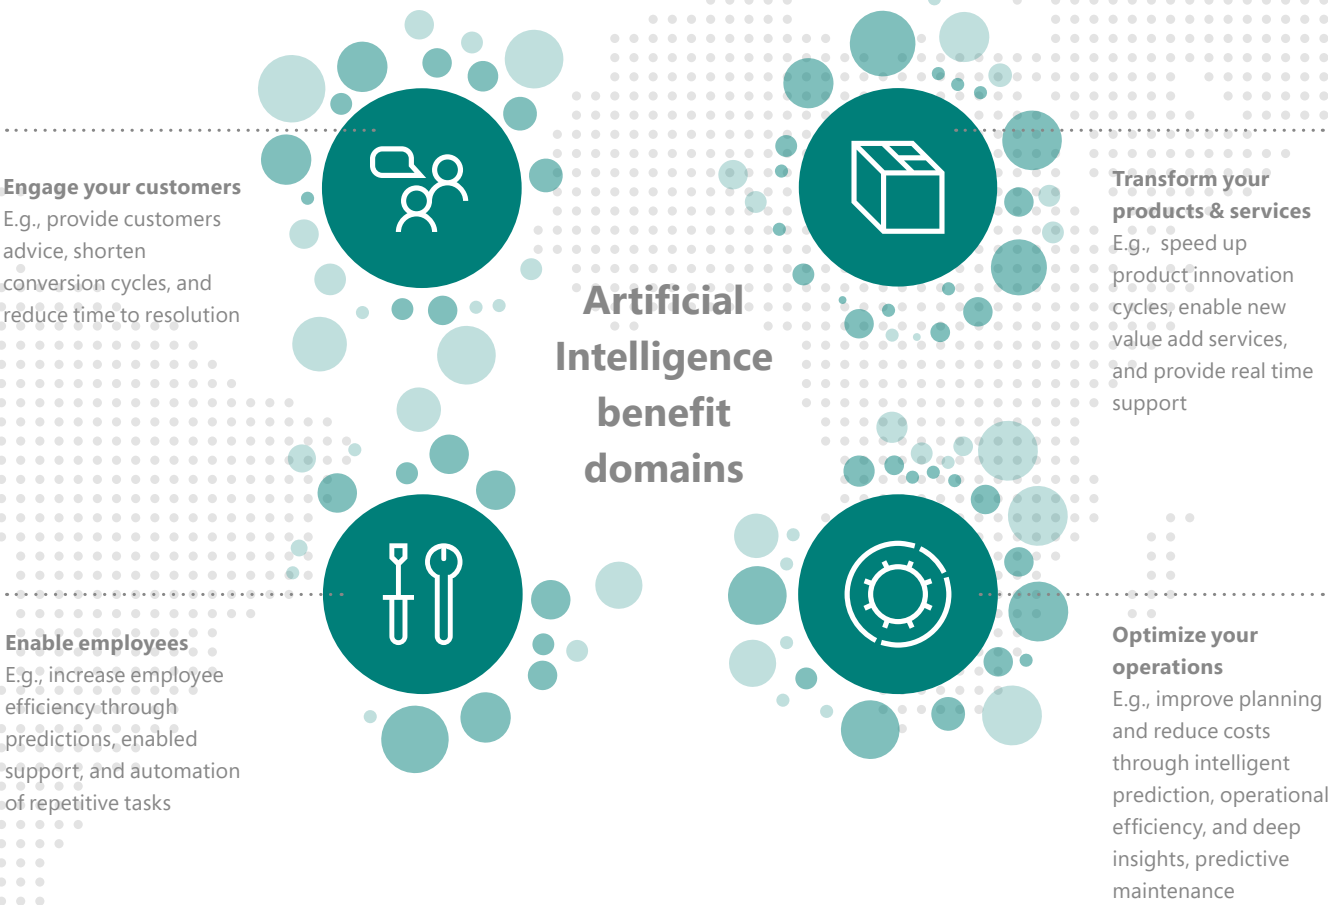 Engage your customers
E.g., provide customers
advice, shorten
conversion cycles, and
reduce time to resolution
Transform your
products & services
E.g.,  speed up
product innovation
cycles, enable new
value add services,
and provide real time
support
Artificial
Intelligence
benefit
domains
Enable employees
E.g., increase employee
efficiency through
predictions, enabled
support, and automation
of repetitive tasks
Optimize your
operations
E.g., improve planning
and reduce costs
through intelligent
prediction, operational
efficiency, and deep
insights, predictive
maintenance